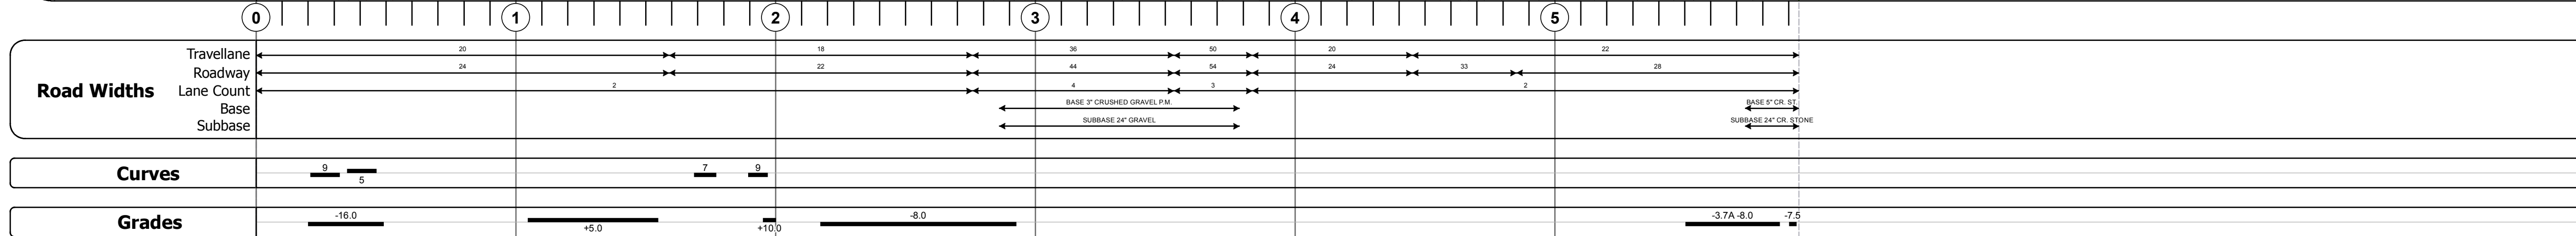 0 1 2 3 4 5
Travellane 20 18 36 50 20 22
Roadway 24 22 44 54 24 33 28
Road Widths Lane Count 2 4 3 2
Base BASE 3" CRUSHED GRAVEL P.M. BASE 5" CR. ST.
Subbase SUBBASE 24" GRAVEL SUBBASE 24" CR. STONE
Curves 9 5 7 9
Grades -16.0 +5.0 +10.0 -8.0 -3.7A -8.0 -7.5